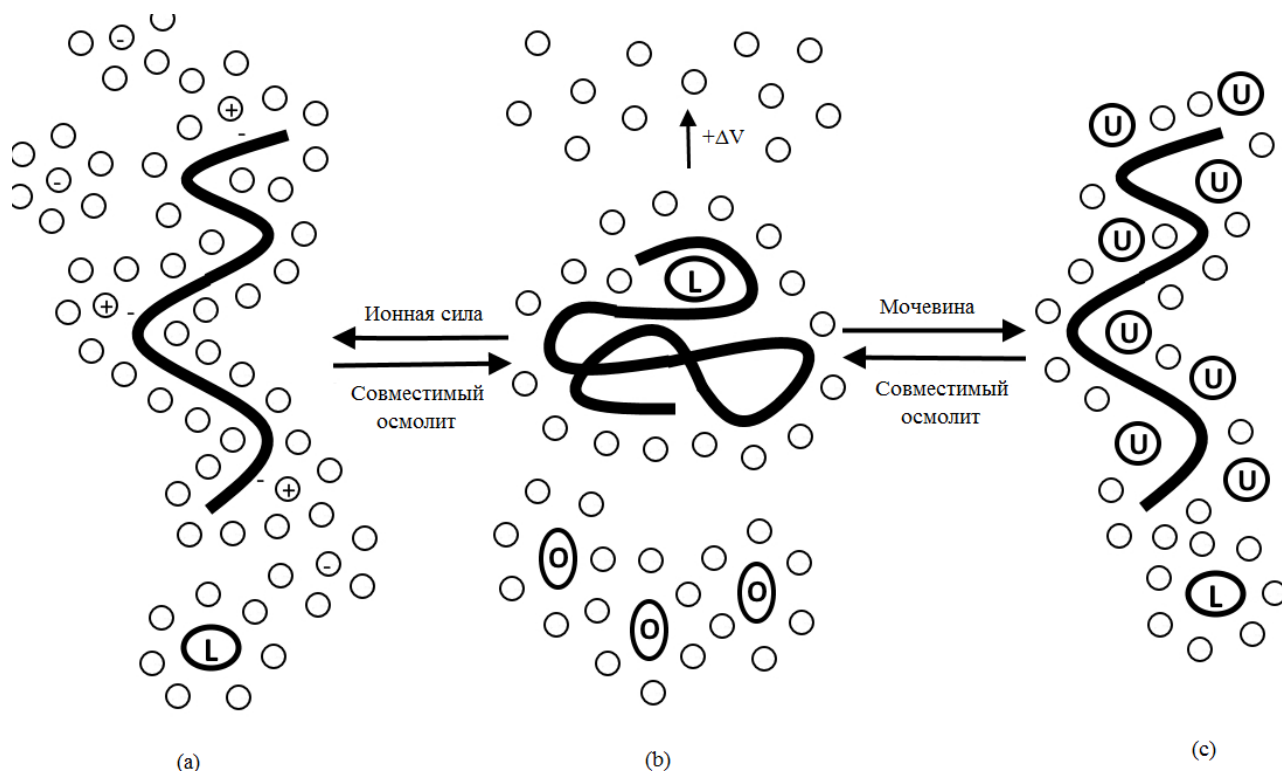 -
+
-
-
+ΔV
U
U
U
L
U
+
-
Ионная сила
Мочевина
U
Совместимый
осмолит
Совместимый
осмолит
U
U
U
-
+
-
O
O
O
L
L
(a)
(b)
(c)